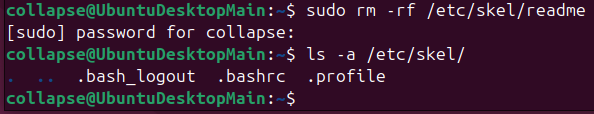 collapse@UbuntuDesktopMain:~$ sudo rm -rf /etc/skel/readme
[sudo] password for collapse:
collapse@UbuntuDesktopMain:~$ ls -a /etc/skel/
.  ..  .bash_logout  .bashrc  .profile
collapse@UbuntuDesktopMain:~$